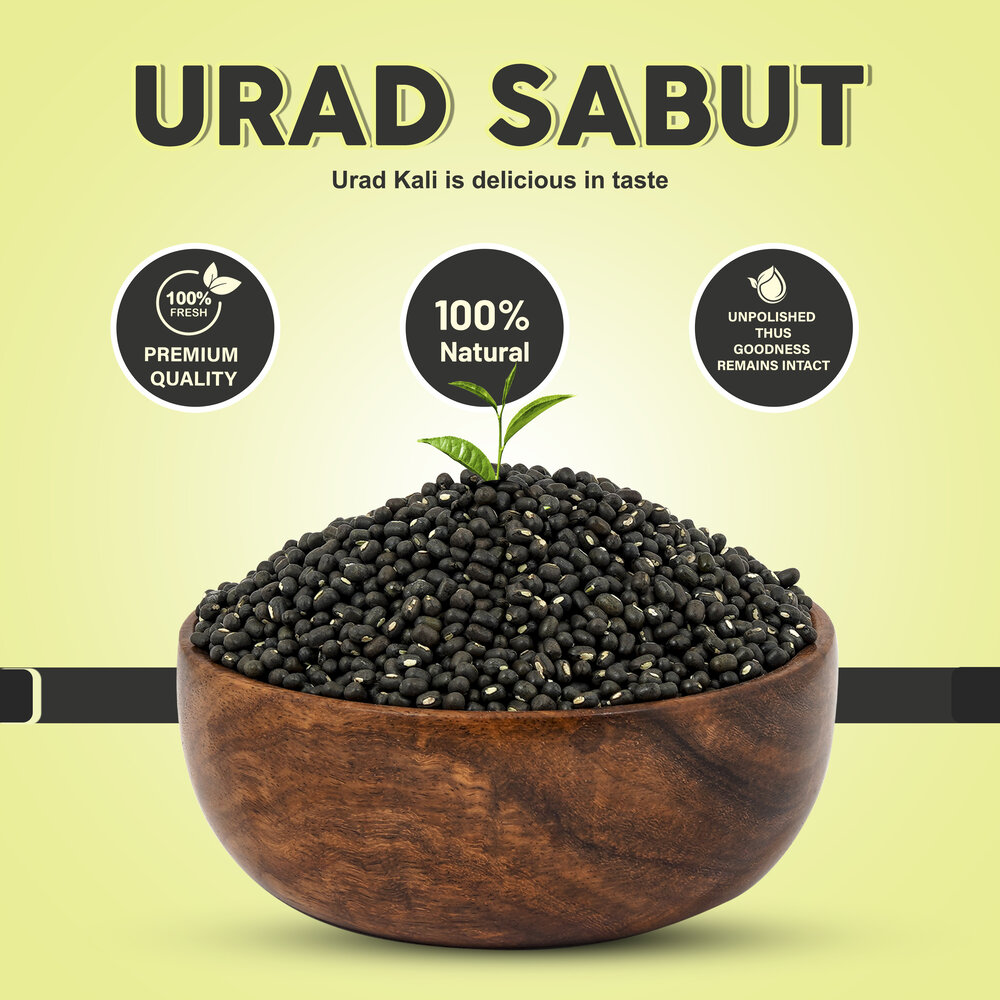 URAD SABUT
Urad Kali is delicious in taste
100%
FRESH
PREMIUM
QUALITY
100%
Natural
UNPOLISHED
THUS
GOODNESS
REMAINS INTACT